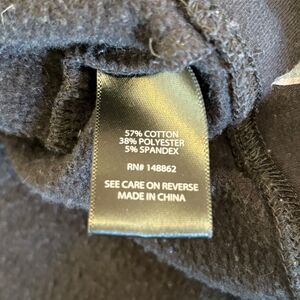 57% COTTON
38% POLYESTER
5% SPANDEX
RN# 148862
SEE CARE ON REVERSE
MADE IN CHINA